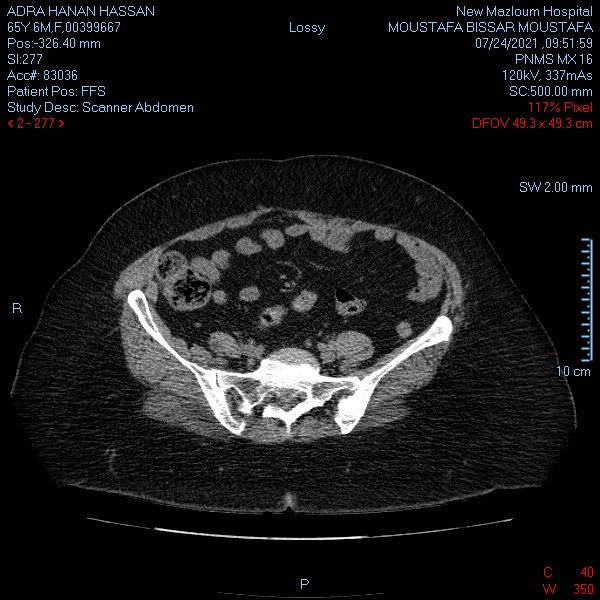 ADRA HANAN HASSAN
65Y 6M,F,00399667
Pos:-326.40 mm
SI:277
Acc#: 83036
Patient Pos: FFS
Study Desc: Scanner Abdomen
< 2 - 277 >
Lossy
New Mazloum Hospital
MOUSTAFA BISSAR MOUSTAFA
07/24/2021 ,09:51:59
PNMS MX 16
120kV, 337mAs
SC:500.00 mm
117% Pixel
DFOV 49.3 x 49.3 cm
SW 2.00 mm
R
10 cm
P
C 40
W 350